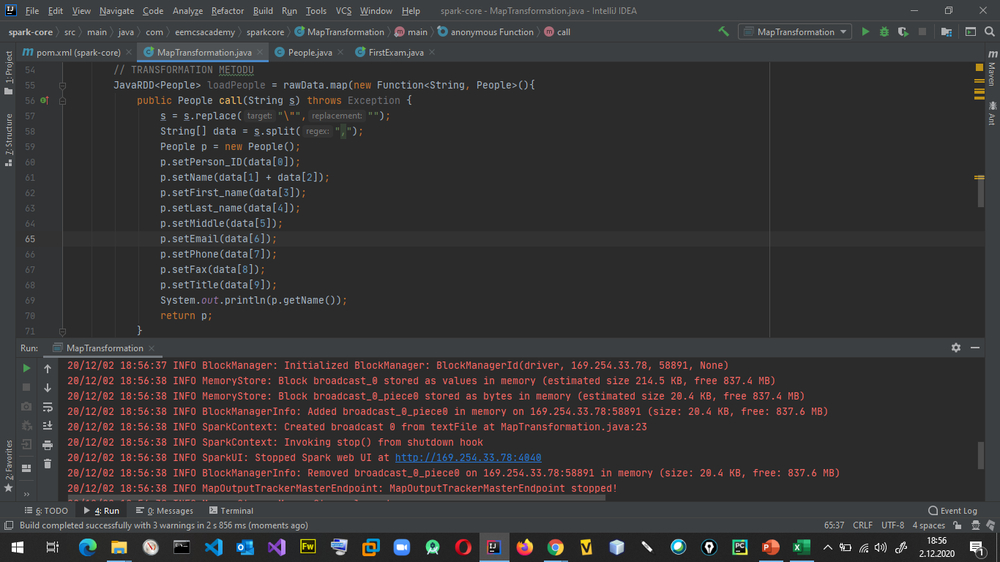 File Edit View Navigate Code Analyze Refactor Build Run Tools VCS Window Help spark-core - MapTransformation.java - IntelliJ IDEA
spark-core src main java com eemcsacademy sparkcore MapTransformation main anonymous Function call MapTransformation
pom.xml (spark-core) MapTransformation.java People.java FirstExam.java
1: Project
7: Structure
2: Favorites
Maven
Ant
54 // TRANSFORMATION METODU
55 JavaRDD<People> loadPeople = rawData.map(new Function<String, People>(){
56 public People call(String s) throws Exception {
57 s = s.replace( target: "\"", replacement: "");
58 String[] data = s.split( regex: ",");
59 People p = new People();
60 p.setPerson_ID(data[0]);
61 p.setName(data[1] + data[2]);
62 p.setFirst_name(data[3]);
63 p.setLast_name(data[4]);
64 p.setMiddle(data[5]);
65 p.setEmail(data[6]);
66 p.setPhone(data[7]);
67 p.setFax(data[8]);
68 p.setTitle(data[9]);
69 System.out.println(p.getName());
70 return p;
71 }
Run: MapTransformation
20/12/02 18:56:37 INFO BlockManager: Initialized BlockManager: BlockManagerId(driver, 169.254.33.78, 58891, None)
20/12/02 18:56:38 INFO MemoryStore: Block broadcast_0 stored as values in memory (estimated size 214.5 KB, free 837.4 MB)
20/12/02 18:56:38 INFO MemoryStore: Block broadcast_0_piece0 stored as bytes in memory (estimated size 20.4 KB, free 837.4 MB)
20/12/02 18:56:38 INFO BlockManagerInfo: Added broadcast_0_piece0 in memory on 169.254.33.78:58891 (size: 20.4 KB, free: 837.6 MB)
20/12/02 18:56:38 INFO SparkContext: Created broadcast 0 from textFile at MapTransformation.java:23
20/12/02 18:56:38 INFO SparkContext: Invoking stop() from shutdown hook
20/12/02 18:56:38 INFO SparkUI: Stopped Spark web UI at http://169.254.33.78:4040
20/12/02 18:56:38 INFO BlockManagerInfo: Removed broadcast_0_piece0 on 169.254.33.78:58891 in memory (size: 20.4 KB, free: 837.6 MB)
20/12/02 18:56:38 INFO MapOutputTrackerMasterEndpoint: MapOutputTrackerMasterEndpoint stopped!
6: TODO 4: Run 0: Messages Terminal Event Log
Build completed successfully with 3 warnings in 2 s 856 ms (moments ago) 65:37 CRLF UTF-8 4 spaces
18:56
2.12.2020